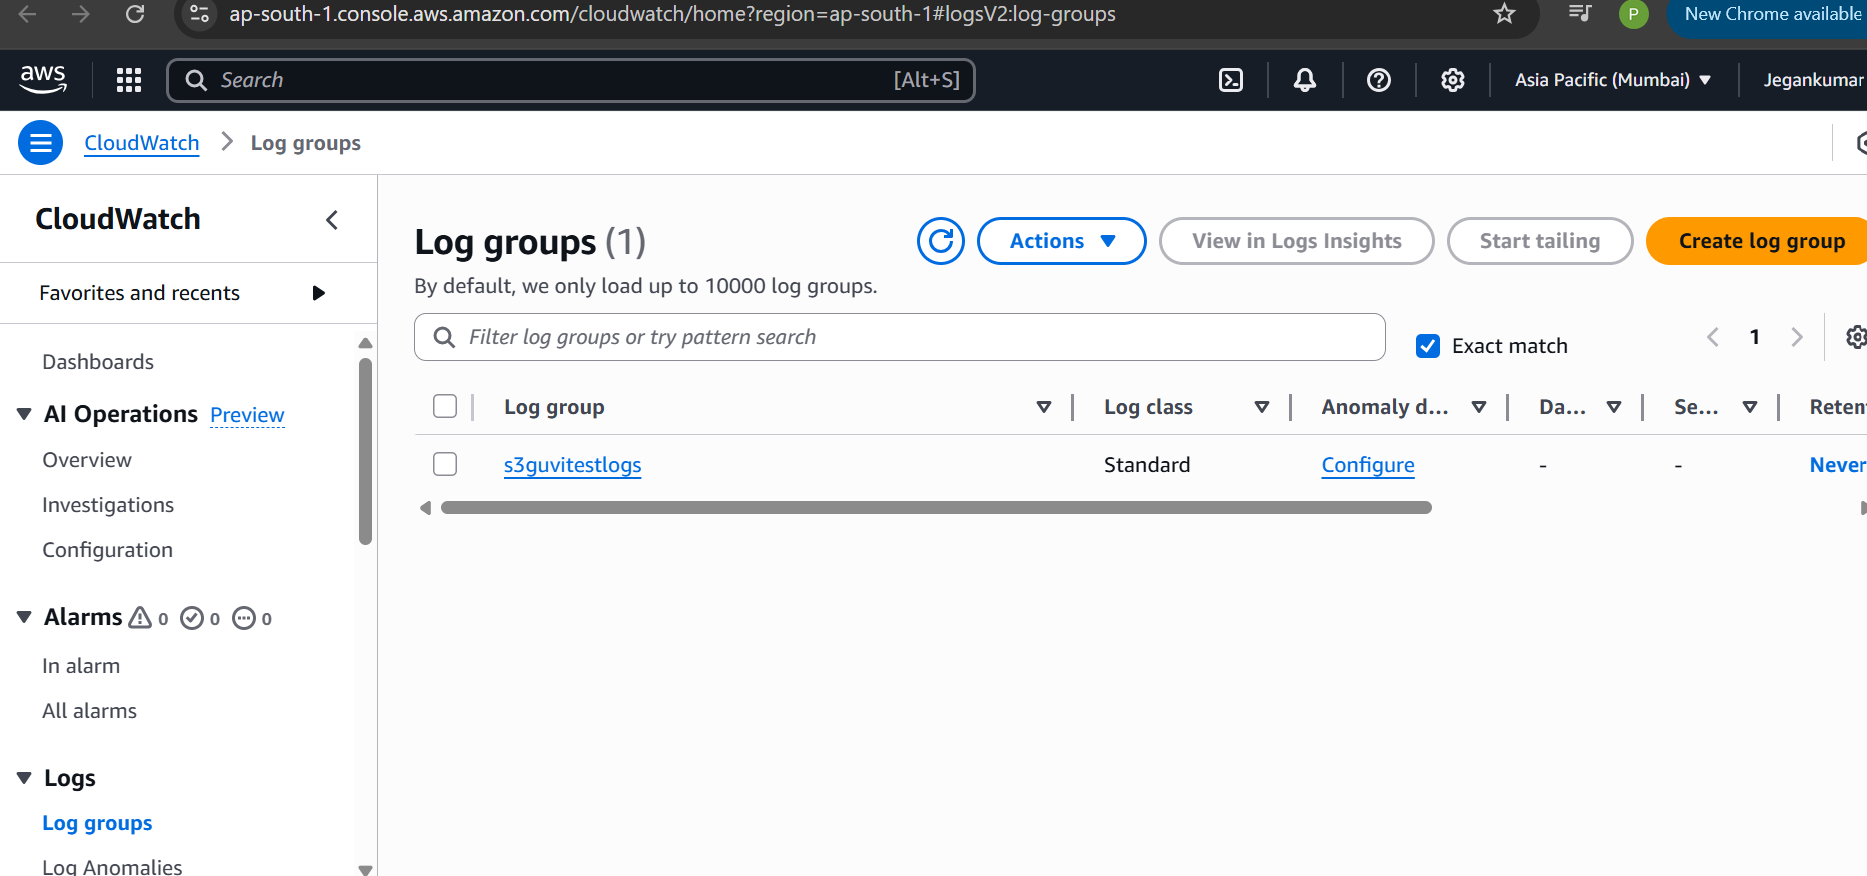 ap-south-1.console.aws.amazon.com/cloudwatch/home?region=ap-south-1#logsV2:log-groups
P
New Chrome available
aws
Search
[Alt+S]
Asia Pacific (Mumbai)
Jegankumar
CloudWatch
Log groups
CloudWatch
Favorites and recents
Dashboards
AI Operations Preview
Overview
Investigations
Configuration
Alarms 0 0 0
In alarm
All alarms
Logs
Log groups
Log Anomalies
Log groups (1)
Actions
View in Logs Insights
Start tailing
Create log group
By default, we only load up to 10000 log groups.
Filter log groups or try pattern search
Exact match
1
Log group
Log class
Anomaly d...
Da...
Se...
Reten
s3guvitestlogs
Standard
Configure
-
-
Never